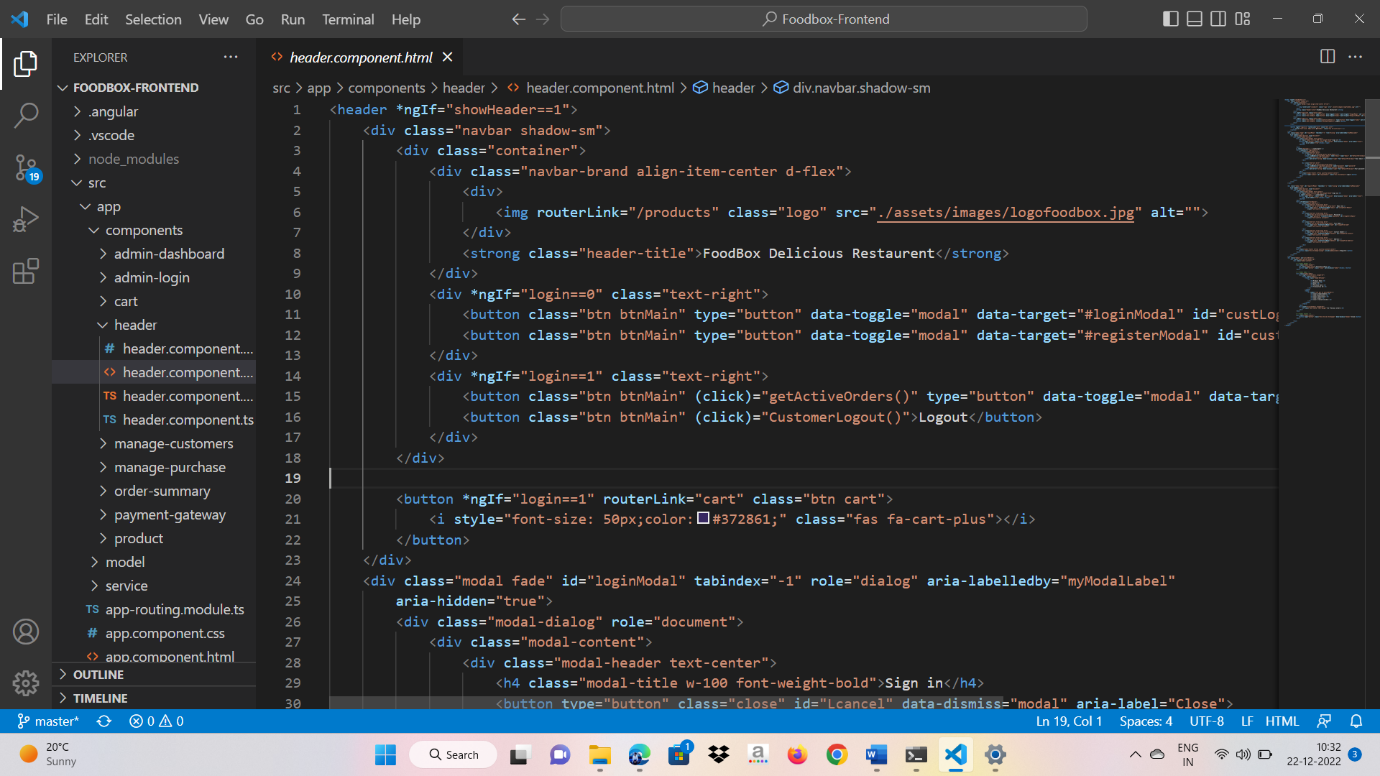 File Edit Selection View Go Run Terminal Help
Foodbox-Frontend
EXPLORER
header.component.html
FOODBOX-FRONTEND
.angular
.vscode
node_modules
src
app
components
admin-dashboard
admin-login
cart
header
# header.component....
<> header.component....
TS header.component....
TS header.component.ts
manage-customers
manage-purchase
order-summary
payment-gateway
product
model
service
TS app-routing.module.ts
# app.component.css
<> app.component.html
OUTLINE
TIMELINE
19
src > app > components > header > <> header.component.html > header > div.navbar.shadow-sm
1 <header *ngIf="showHeader==1">
2 <div class="navbar shadow-sm">
3 <div class="container">
4 <div class="navbar-brand align-item-center d-flex">
5 <div>
6 <img routerLink="/products" class="logo" src="./assets/images/logofoodbox.jpg" alt="">
7 </div>
8 <strong class="header-title">FoodBox Delicious Restaurent</strong>
9 </div>
10 <div *ngIf="login==0" class="text-right">
11 <button class="btn btnMain" type="button" data-toggle="modal" data-target="#loginModal" id="custLog
12 <button class="btn btnMain" type="button" data-toggle="modal" data-target="#registerModal" id="cust
13 </div>
14 <div *ngIf="login==1" class="text-right">
15 <button class="btn btnMain" (click)="getActiveOrders()" type="button" data-toggle="modal" data-targ
16 <button class="btn btnMain" (click)="CustomerLogout()">Logout</button>
17 </div>
18 </div>
19
20 <button *ngIf="login==1" routerLink="cart" class="btn cart">
21 <i style="font-size: 50px;color:#372861;" class="fas fa-cart-plus"></i>
22 </button>
23 </div>
24 <div class="modal fade" id="loginModal" tabindex="-1" role="dialog" aria-labelledby="myModalLabel"
25 aria-hidden="true">
26 <div class="modal-dialog" role="document">
27 <div class="modal-content">
28 <div class="modal-header text-center">
29 <h4 class="modal-title w-100 font-weight-bold">Sign in</h4>
30 <button type="button" class="close" id="Lcancel" data-dismiss="modal" aria-label="Close">
master* 0 0 Ln 19, Col 1 Spaces: 4 UTF-8 LF HTML
20°C
Sunny
Search
1
a
ENG
IN
10:32
22-12-2022
3